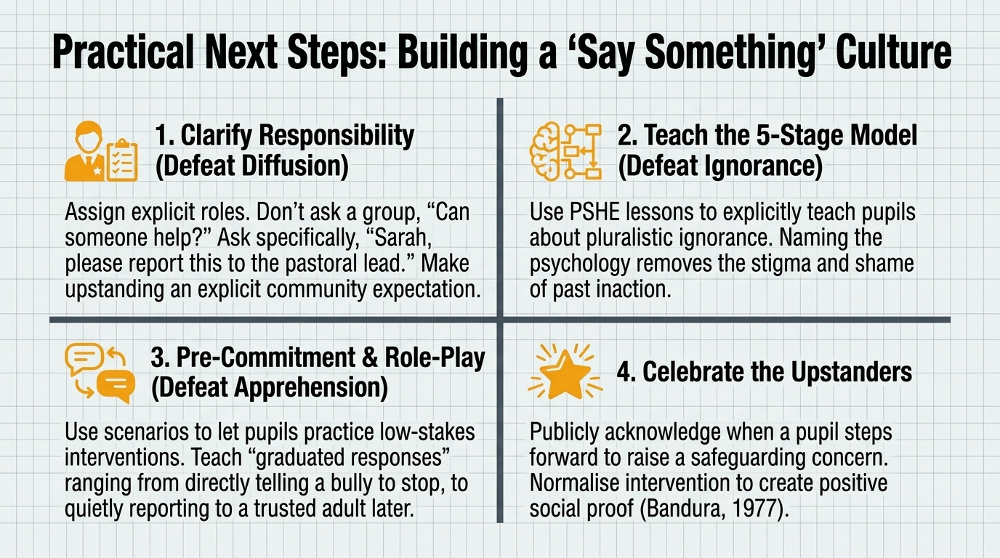 Practical Next Steps: Building a ‘Say Something’ Culture
1. Clarify Responsibility
(Defeat Diffusion)
Assign explicit roles. Don’t ask a group, “Can
someone help?” Ask specifically, “Sarah,
please report this to the pastoral lead.” Make
upstanding an explicit community expectation.
2. Teach the 5-Stage Model
(Defeat Ignorance)
Use PSHE lessons to explicitly teach pupils
about pluralistic ignorance. Naming the
psychology removes the stigma and shame
of past inaction.
3. Pre-Commitment & Role-Play
(Defeat Apprehension)
Use scenarios to let pupils practice low-stakes
interventions. Teach “graduated responses”
ranging from directly telling a bully to stop, to
quietly reporting to a trusted adult later.
4. Celebrate the Upstanders
Publicly acknowledge when a pupil steps
forward to raise a safeguarding concern.
Normalise intervention to create positive
social proof (Bandura, 1977).